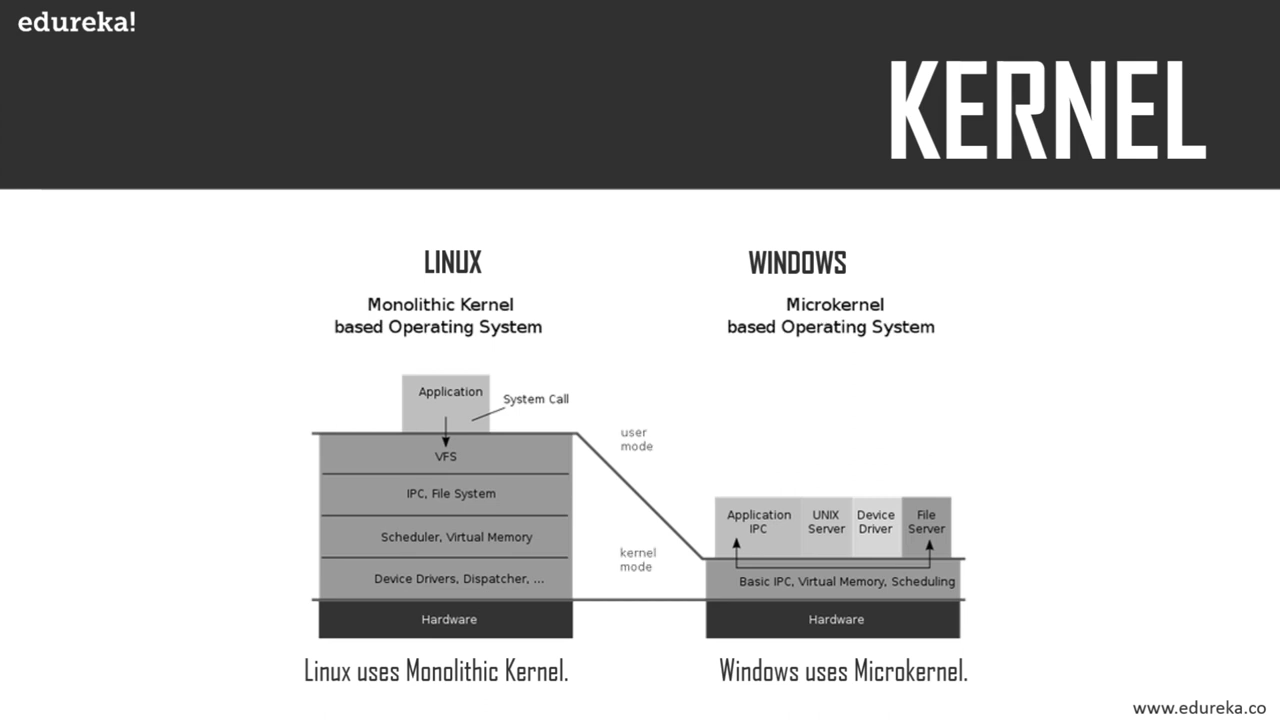 edureka!
KERNEL
LINUX
Monolithic Kernel
based Operating System
Application
System Call
VFS
IPC, File System
Scheduler, Virtual Memory
Device Drivers, Dispatcher, ...
Hardware
Linux uses Monolithic Kernel.
user
mode
kernel
mode
WINDOWS
Microkernel
based Operating System
Application
IPC
UNIX
Server
Device
Driver
File
Server
Basic IPC, Virtual Memory, Scheduling
Hardware
Windows uses Microkernel.
www.edureka.co